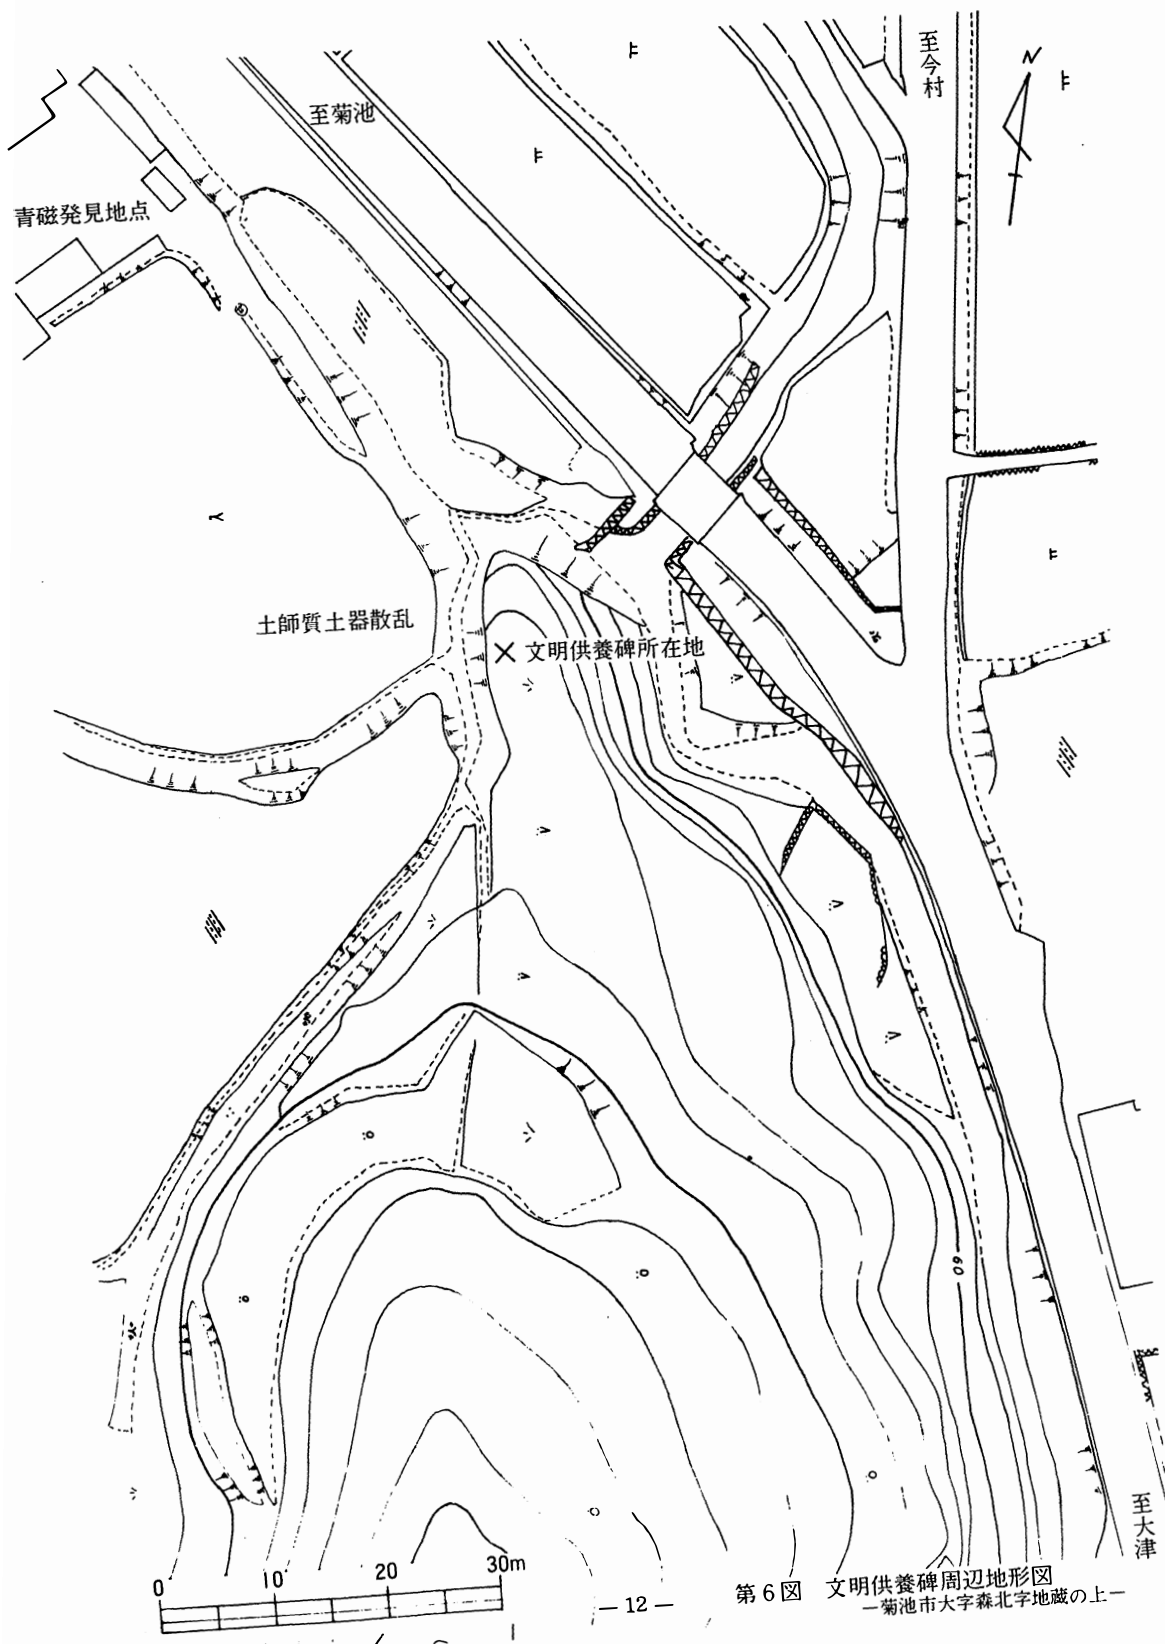 至今村
N
至菊池
青磁発見地点
土師質土器散乱
文明供養碑所在地
60
至大津
0 10 20 30m
第6図 文明供養碑周辺地形図
—菊池市大字森北字地蔵の上—
— 12 —